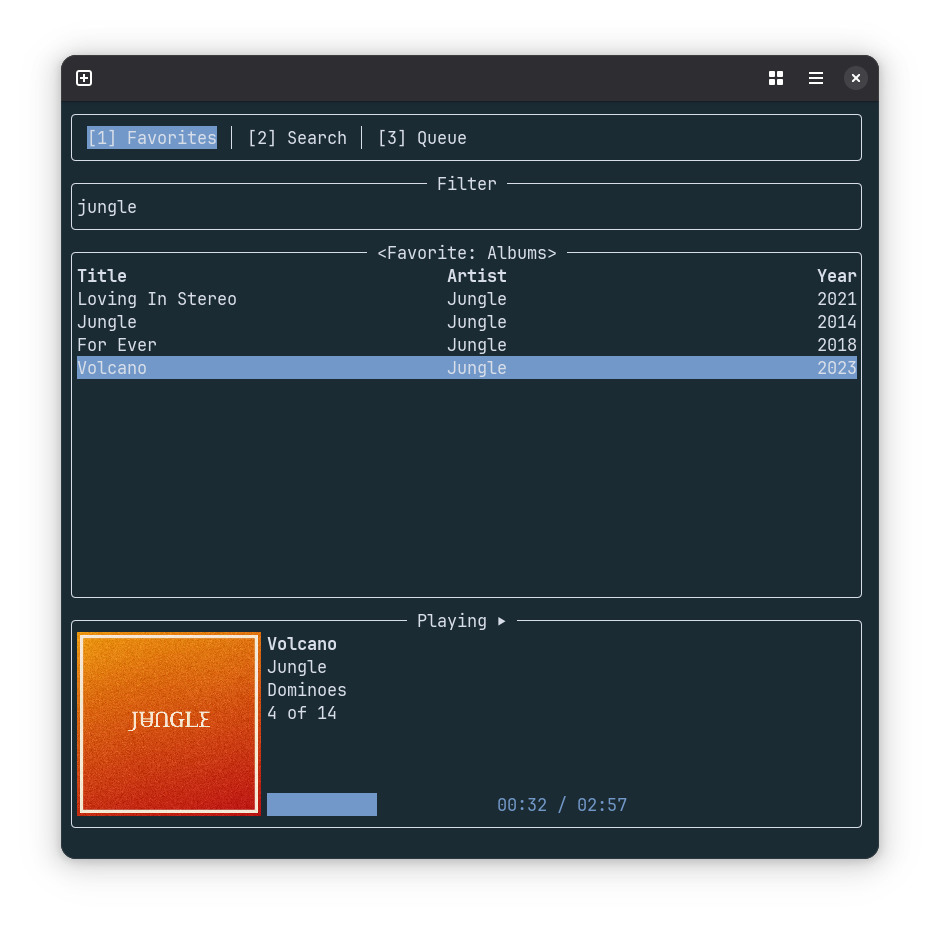 [1] Favorites │ [2] Search │ [3] Queue
Filter
jungle
<Favorite: Albums>
Title Artist Year
Loving In Stereo Jungle 2021
Jungle Jungle 2014
For Ever Jungle 2018
Volcano Jungle 2023
Playing ▸
JUNGLE
Volcano
Jungle
Dominoes
4 of 14
00:32 / 02:57